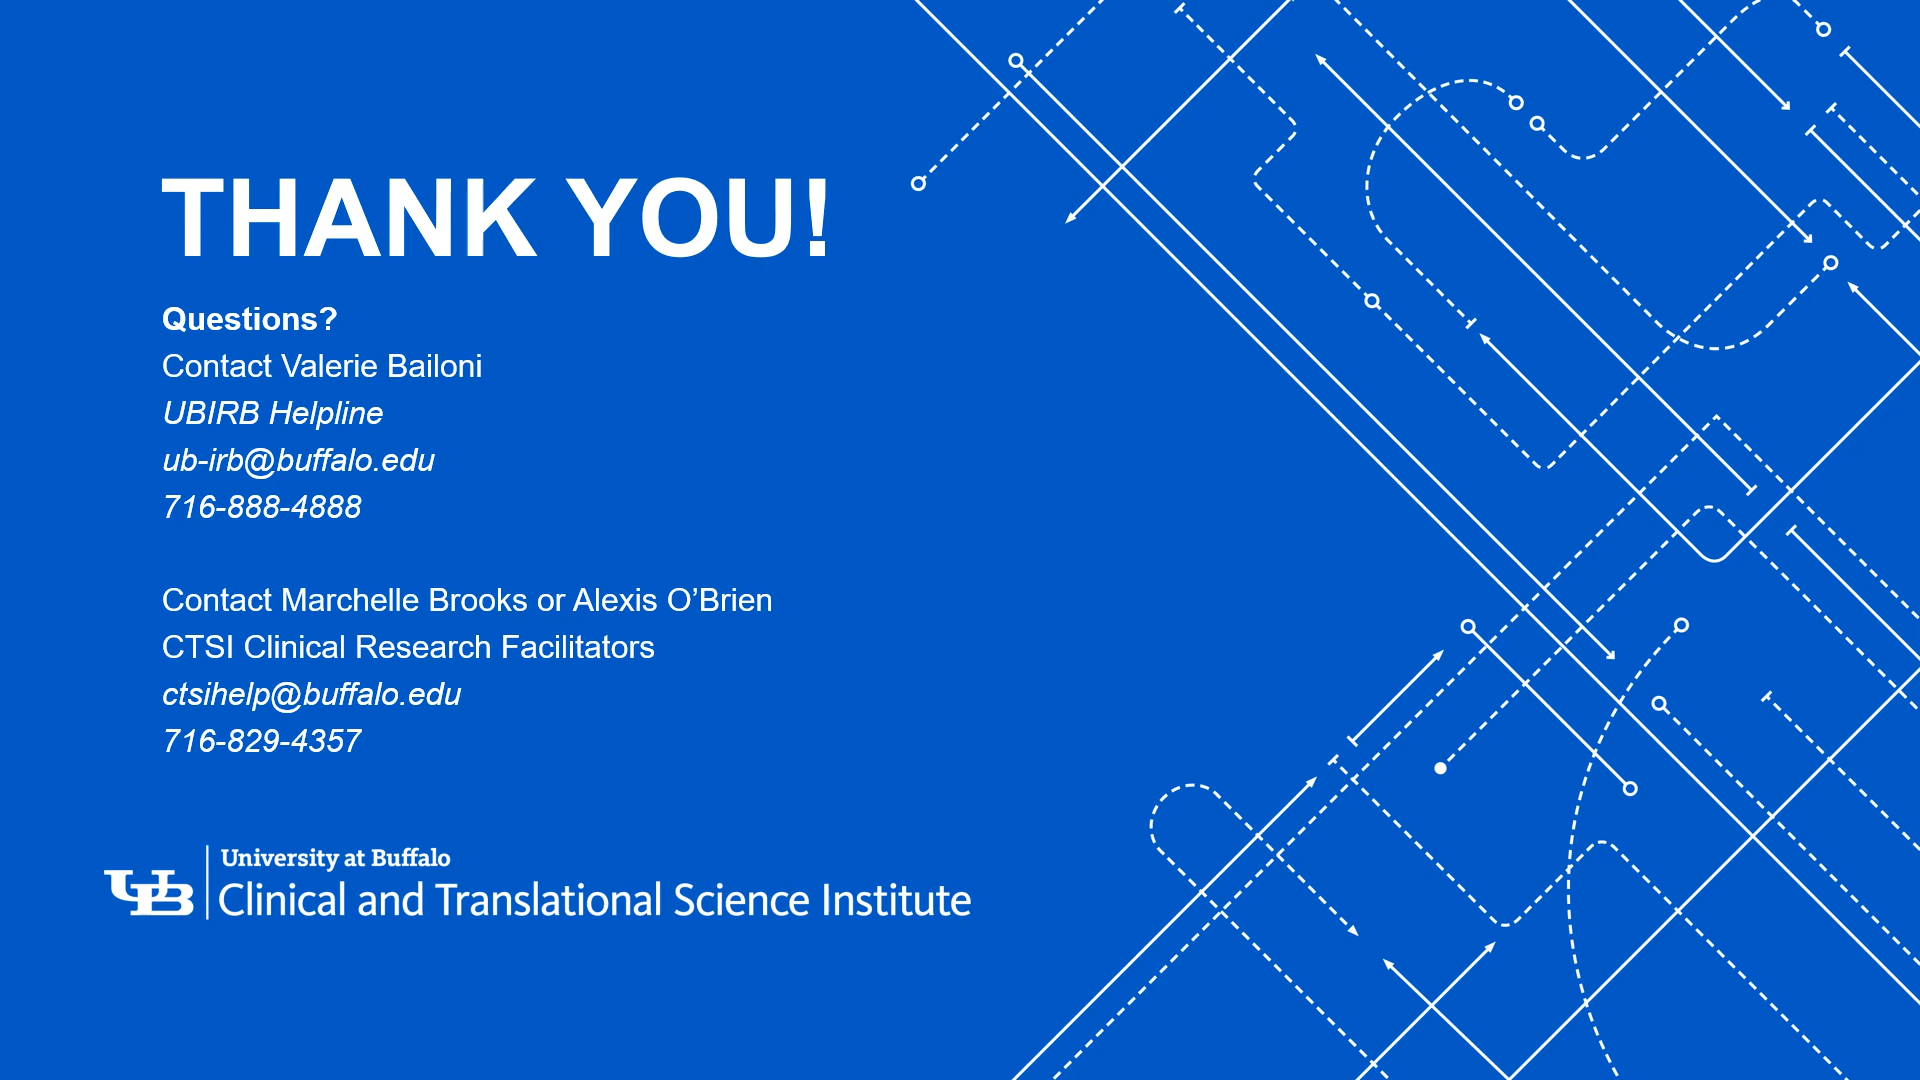 THANK YOU!
Questions?
Contact Valerie Bailoni
UBIRB Helpline
ub-irb@buffalo.edu
716-888-4888
Contact Marchelle Brooks or Alexis O’Brien
CTSI Clinical Research Facilitators
ctsihelp@buffalo.edu
716-829-4357
UB
University at Buffalo
Clinical and Translational Science Institute